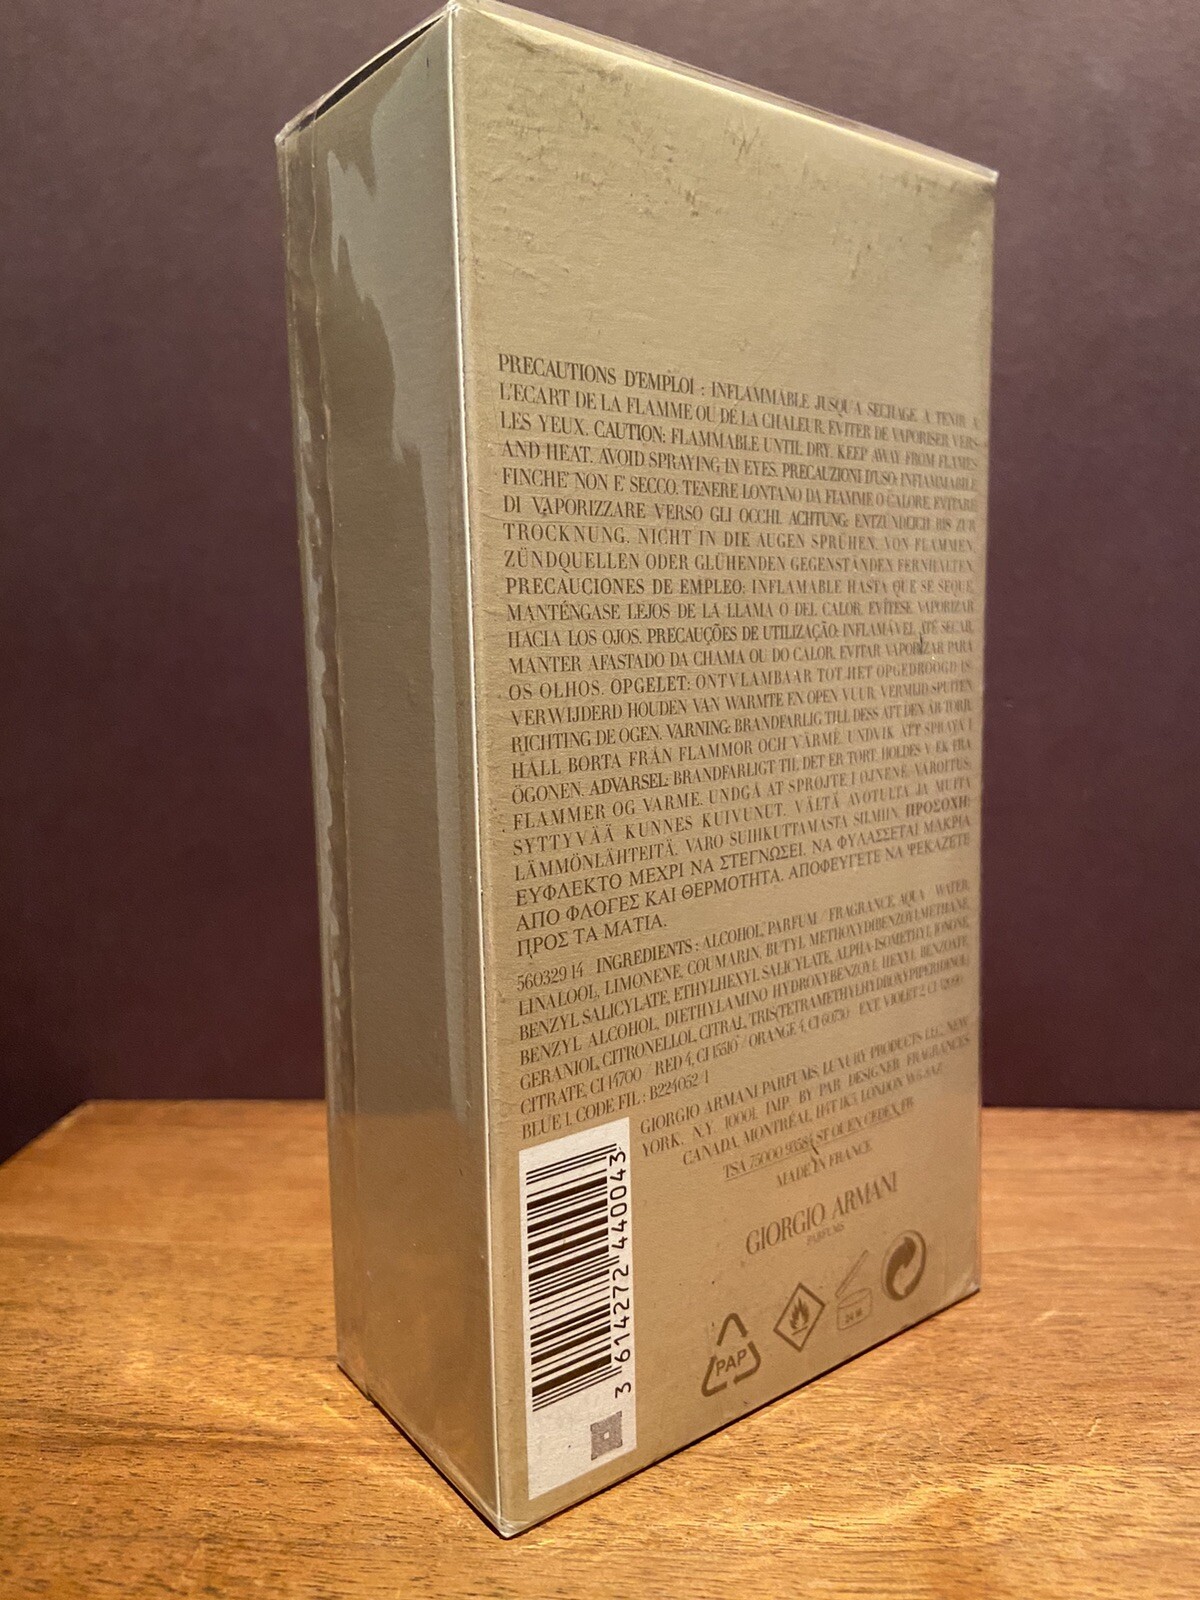 PRECAUTIONS D'EMPLOI : INFLAMMABLE JUSQU'A SECHAGE. A TENIR A
L'ECART DE LA FLAMME OU DE LA CHALEUR. EVITER DE VAPORISER VERS
LES YEUX. CAUTION: FLAMMABLE UNTIL DRY. KEEP AWAY FROM FLAMES
AND HEAT. AVOID SPRAYING IN EYES. PRECAUZIONI D'USO: INFIAMMABILE
FINCHE' NON E' SECCO. TENERE LONTANO DA FIAMME O CALORE. EVITARE
DI VAPORIZZARE VERSO GLI OCCHI. ACHTUNG: ENTZÜNDLICH BIS ZUR
TROCKNUNG. NICHT IN DIE AUGEN SPRÜHEN. VON FLAMMEN,
ZÜNDQUELLEN ODER GLÜHENDEN GEGENSTÄNDEN FERNHALTEN.
PRECAUCIONES DE EMPLEO: INFLAMABLE HASTA QUE SE SEQUE.
MANTÉNGASE LEJOS DE LA LLAMA O DEL CALOR. EVÍTESE VAPORIZAR
HACIA LOS OJOS. PRECAUÇÕES DE UTILIZAÇÃO: INFLAMÁVEL ATÉ SECAR.
MANTER AFASTADO DA CHAMA OU DO CALOR. EVITAR VAPORIZAR PARA
OS OLHOS. OPGELET: ONTVLAMBAAR TOT HET OPGEDROOGD IS.
VERWIJDERD HOUDEN VAN WARMTE EN OPEN VUUR. VERMIJD SPUITEN
RICHTING DE OGEN. VARNING: BRANDFARLIG TILL DESS ATT DEN ÄR TORR.
HÅLL BORTA FRÅN FLAMMOR OCH VÄRME. UNDVIK ATT SPRAYA I
ÖGONEN. ADVARSEL: BRANDFARLIGT TIL DET ER TØRT. HOLDES VÆK FRA
FLAMMER OG VARME. UNDGÅ AT SPRØJTE I ØJNENE. VAROITUS:
SYTTYVÄÄ KUNNES KUIVUNUT. VÄLTÄ AVOTULTA JA MUITA
LÄMMÖNLÄHTEITÄ. VARO SUIHKUTTAMASTA SILMIIN. ΠΡΟΣΟΧΗ:
ΕΥΦΛΕΚΤΟ ΜΕΧΡΙ ΝΑ ΣΤΕΓΝΩΣΕΙ. ΝΑ ΦΥΛΑΣΣΕΤΑΙ ΜΑΚΡΙΑ
ΑΠΟ ΦΛΟΓΕΣ ΚΑΙ ΘΕΡΜΟΤΗΤΑ. ΑΠΟΦΕΥΓΕΤΕ ΝΑ ΨΕΚΑΖΕΤΕ
ΠΡΟΣ ΤΑ ΜΑΤΙΑ.
56032914 INGREDIENTS : ALCOHOL, PARFUM / FRAGRANCE, AQUA / WATER,
LINALOOL, LIMONENE, COUMARIN, BUTYL METHOXYDIBENZOYLMETHANE,
BENZYL SALICYLATE, ETHYLHEXYL SALICYLATE, ALPHA-ISOMETHYL IONONE,
BENZYL ALCOHOL, DIETHYLAMINO HYDROXYBENZOYL HEXYL BENZOATE,
GERANIOL, CITRONELLOL, CITRAL, TRIS(TETRAMETHYLHYDROXYPIPERIDINOL)
CITRATE, CI 14700 / RED 4, CI 15510 / ORANGE 4, CI 60730 / EXT. VIOLET 2, CI 42090 /
BLUE 1. CODE FIL : B224052/1
GIORGIO ARMANI PARFUMS, LUXURY PRODUCTS LLC, NEW
YORK, N.Y. 10001. IMP. BY PAR DESIGNER FRAGRANCES
CANADA, MONTRÉAL, H4T 1K5. LONDON W6 8AZ
TSA 75000 93584 ST OUEN CEDEX, FR
MADE IN FRANCE
GIORGIO ARMANI
PARFUMS
3 614272 440043
PAP
24 M